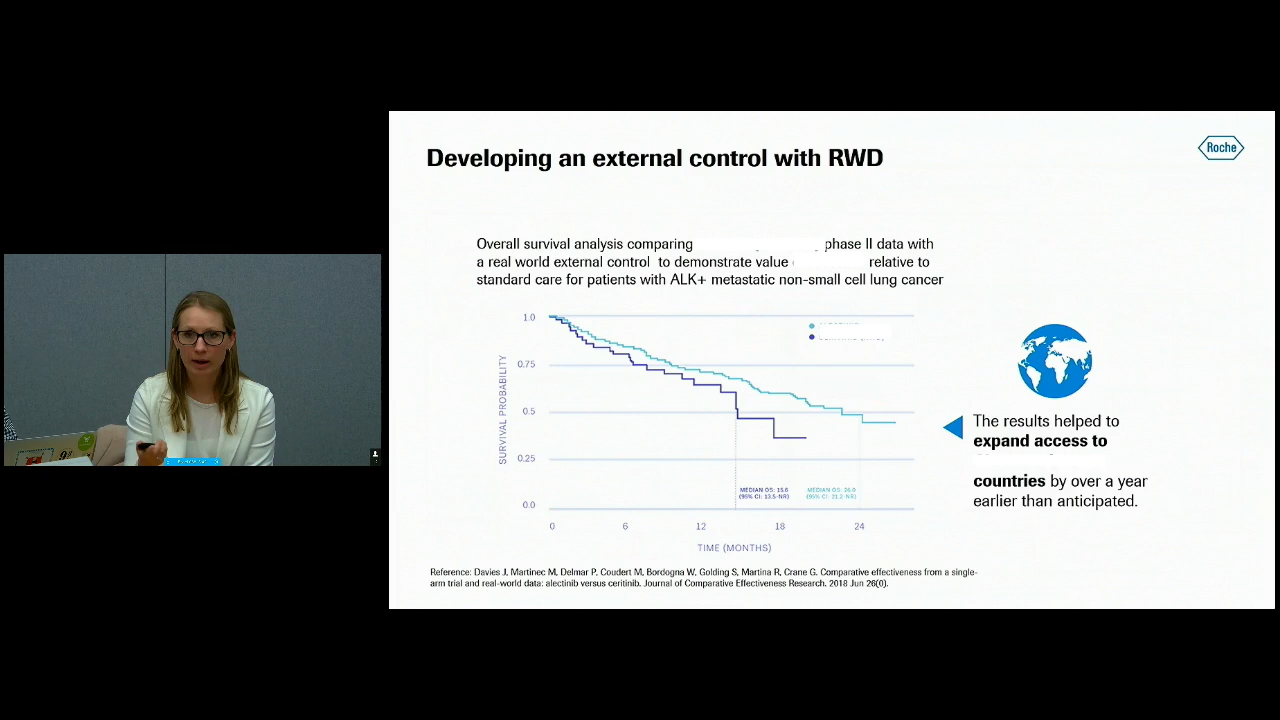 Developing an external control with RWD
Roche
Overall survival analysis comparing phase II data with
a real world external control to demonstrate value relative to
standard care for patients with ALK+ metastatic non-small cell lung cancer
1.0
0.75
0.5
0.25
0.0
SURVIVAL PROBABILITY
MEDIAN OS: 15.6
(95% CI: 13.5-NR)
MEDIAN OS:
(95% CI: 21.2-NR)
0 6 12 18 24
TIME (MONTHS)
The results helped to
expand access to
countries by over a year
earlier than anticipated.
Reference: Davies J, Martinec M, Delmar P, Coudert M, Bordogna W, Golding S, Martina R, Crane G. Comparative effectiveness from a single-
arm trial and real-world data: alectinib versus ceritinib. Journal of Comparative Effectiveness Research. 2018 Jun 26(0).